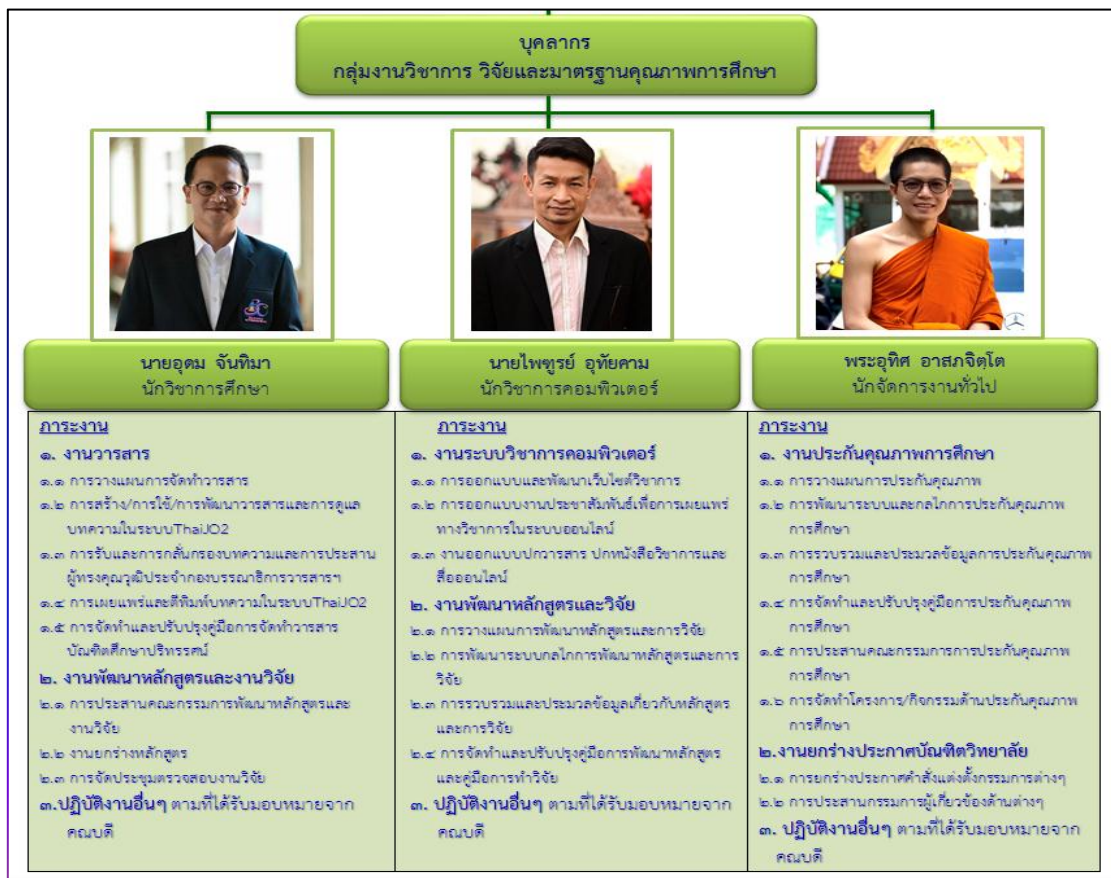 บุคลากร
กลุ่มงานวิชาการ วิจัยและมาตรฐานคุณภาพการศึกษา
นายอุดม จันทิมา
นักวิชาการศึกษา
ภาระงาน
๑. งานวารสาร
๑.๑ การวางแผนการจัดทำวารสาร
๑.๒ การสร้าง/การใช้/การพัฒนาวารสารและการดูแล
บทความในระบบThaiJO2
๑.๓ การรับและการกลั่นกรองบทความและการประสาน
ผู้ทรงคุณวุฒิประจำกองบรรณาธิการวารสารฯ
๑.๔ การเผยแพร่และตีพิมพ์บทความในระบบThaiJO2
๑.๕ การจัดทำและปรับปรุงคู่มือการจัดทำวารสาร
บัณฑิตศึกษาปริทรรศน์
๒. งานพัฒนาหลักสูตรและงานวิจัย
๒.๑ การประสานคณะกรรมการพัฒนาหลักสูตรและ
งานวิจัย
๒.๒ งานยกร่างหลักสูตร
๒.๓ การจัดประชุมตรวจสอบงานวิจัย
๓.ปฏิบัติงานอื่นๆ ตามที่ได้รับมอบหมายจาก
คณบดี
นายไพฑูรย์ อุทัยคาม
นักวิชาการคอมพิวเตอร์
ภาระงาน
๑. งานระบบวิชาการคอมพิวเตอร์
๑.๑ การออกแบบและพัฒนาเว็บไซต์วิชาการ
๑.๒ การออกแบบงานประชาสัมพันธ์เพื่อการเผยแพร่
ทางวิชาการในระบบออนไลน์
๑.๓ งานออกแบบปกวารสาร ปกหนังสือวิชาการและ
สื่อออนไลน์
๒. งานพัฒนาหลักสูตรและวิจัย
๒.๑ การวางแผนการพัฒนาหลักสูตรและการวิจัย
๒.๒ การพัฒนาระบบกลไกการพัฒนาหลักสูตรและการ
วิจัย
๒.๓ การรวบรวมและประมวลข้อมูลเกี่ยวกับหลักสูตร
และการวิจัย
๒.๔ การจัดทำและปรับปรุงคู่มือการพัฒนาหลักสูตร
และคู่มือการทำวิจัย
๓. ปฏิบัติงานอื่นๆ ตามที่ได้รับมอบหมายจาก
คณบดี
พระอุทิศ อาสภจิตฺโต
นักจัดการงานทั่วไป
ภาระงาน
๑. งานประกันคุณภาพการศึกษา
๑.๑ การวางแผนการประกันคุณภาพ
๑.๒ การพัฒนาระบบและกลไกการประกันคุณภาพ
การศึกษา
๑.๓ การรวบรวมและประมวลข้อมูลการประกันคุณภาพ
การศึกษา
๑.๔ การจัดทำและปรับปรุงคู่มือการประกันคุณภาพ
การศึกษา
๑.๕ การประสานคณะกรรมการการประกันคุณภาพ
การศึกษา
๑.๖ การจัดทำโครงการ/กิจกรรมด้านประกันคุณภาพ
การศึกษา
๒.งานยกร่างประกาศบัณฑิตวิทยาลัย
๒.๑ การยกร่างประกาศคำสั่งแต่งตั้งกรรมการต่างๆ
๒.๒ การประสานกรรมการผู้เกี่ยวข้องด้านต่างๆ
๓. ปฏิบัติงานอื่นๆ ตามที่ได้รับมอบหมายจาก
คณบดี